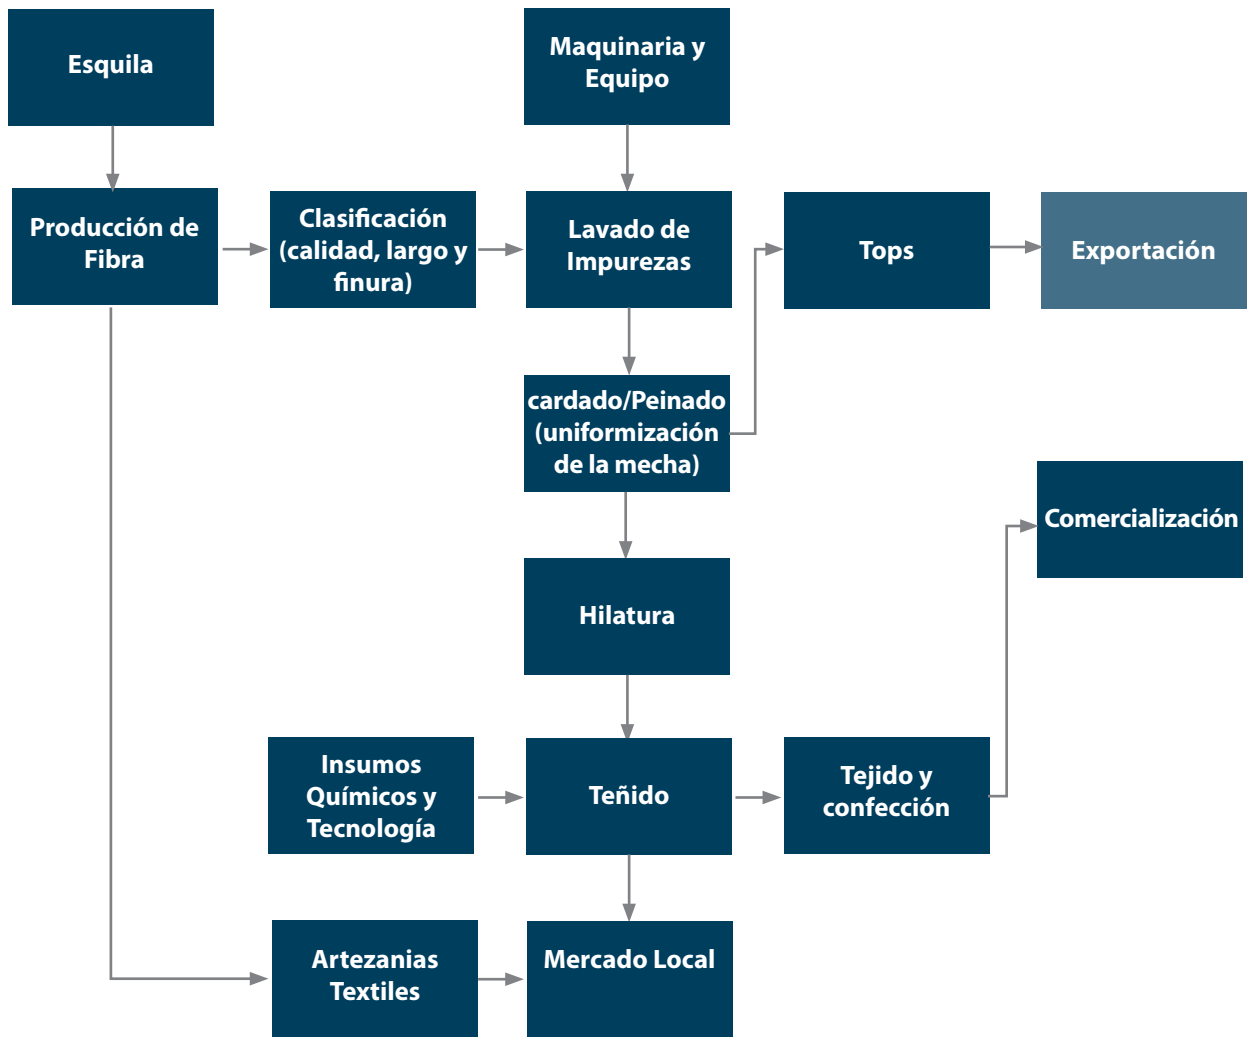 Esquila
Maquinaria y
Equipo
Producción de
Fibra
Clasificación
(calidad, largo y
finura)
Lavado de
Impurezas
Tops
Exportación
cardado/Peinado
(uniformización
de la mecha)
Comercialización
Hilatura
Insumos
Químicos y
Tecnología
Teñido
Tejido y
confección
Artezanias
Textiles
Mercado Local